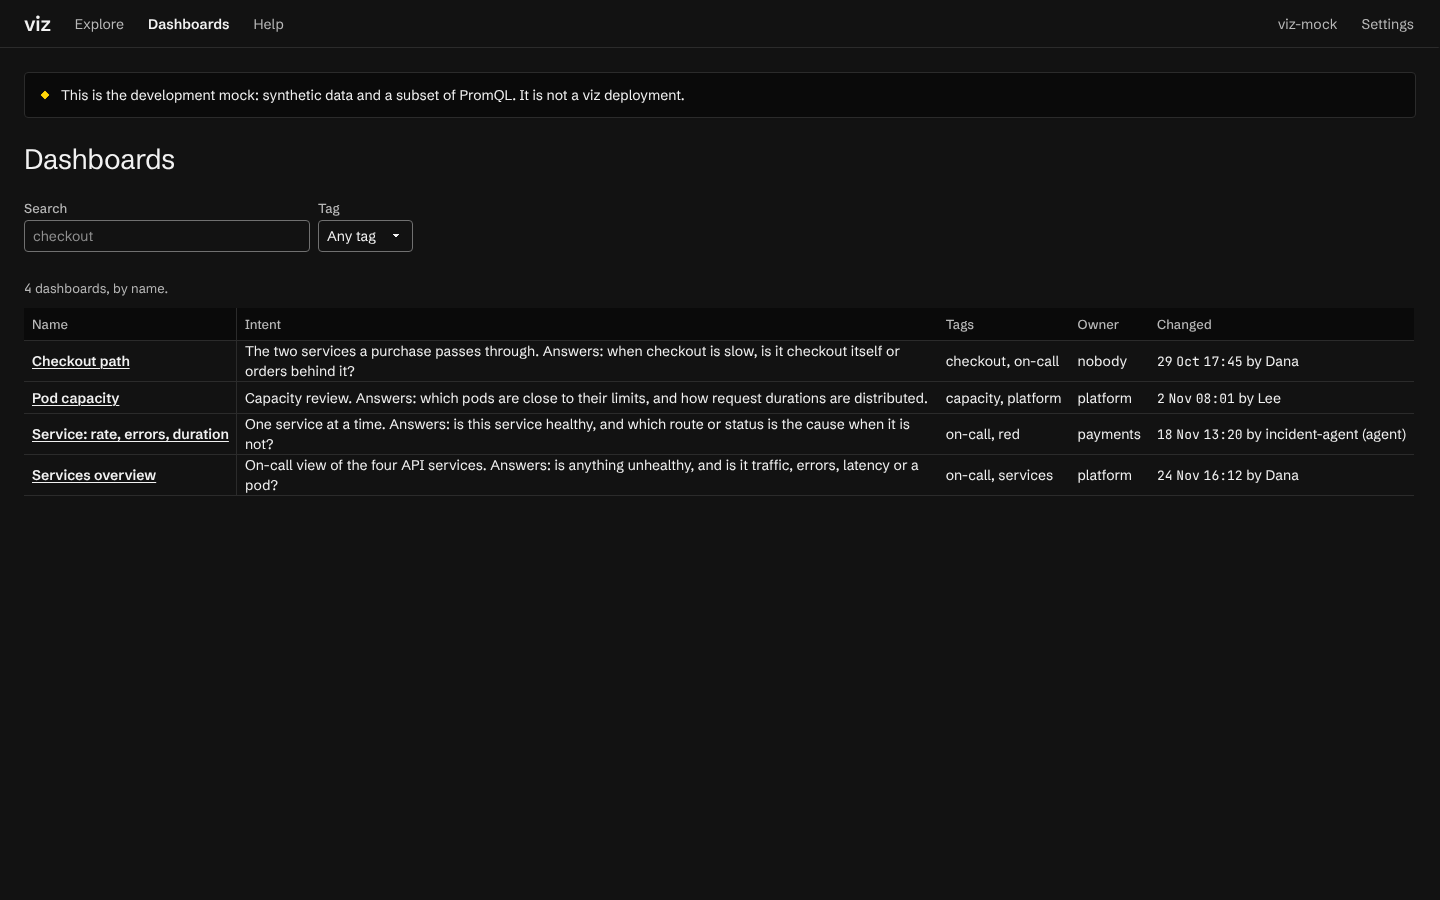 viz Explore Dashboards Help viz-mock Settings
This is the development mock: synthetic data and a subset of PromQL. It is not a viz deployment.
Dashboards
Search Tag
checkout Any tag
4 dashboards, by name.
Name Intent Tags Owner Changed
Checkout path The two services a purchase passes through. Answers: when checkout is slow, is it checkout itself or orders behind it? checkout, on-call nobody 29 Oct 17:45 by Dana
Pod capacity Capacity review. Answers: which pods are close to their limits, and how request durations are distributed. capacity, platform platform 2 Nov 08:01 by Lee
Service: rate, errors, duration One service at a time. Answers: is this service healthy, and which route or status is the cause when it is not? on-call, red payments 18 Nov 13:20 by incident-agent (agent)
Services overview On-call view of the four API services. Answers: is anything unhealthy, and is it traffic, errors, latency or a pod? on-call, services platform 24 Nov 16:12 by Dana